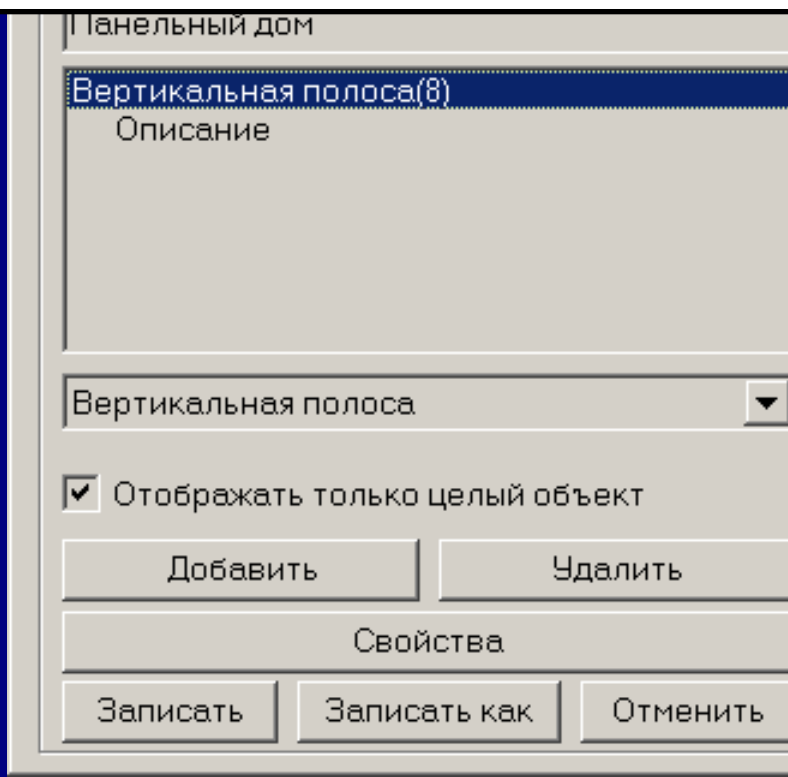 Панельный дом
Вертикальная полоса(8)
Описание
Вертикальная полоса
Отображать только целый объект
Добавить Удалить
Свойства
Записать Записать как Отменить